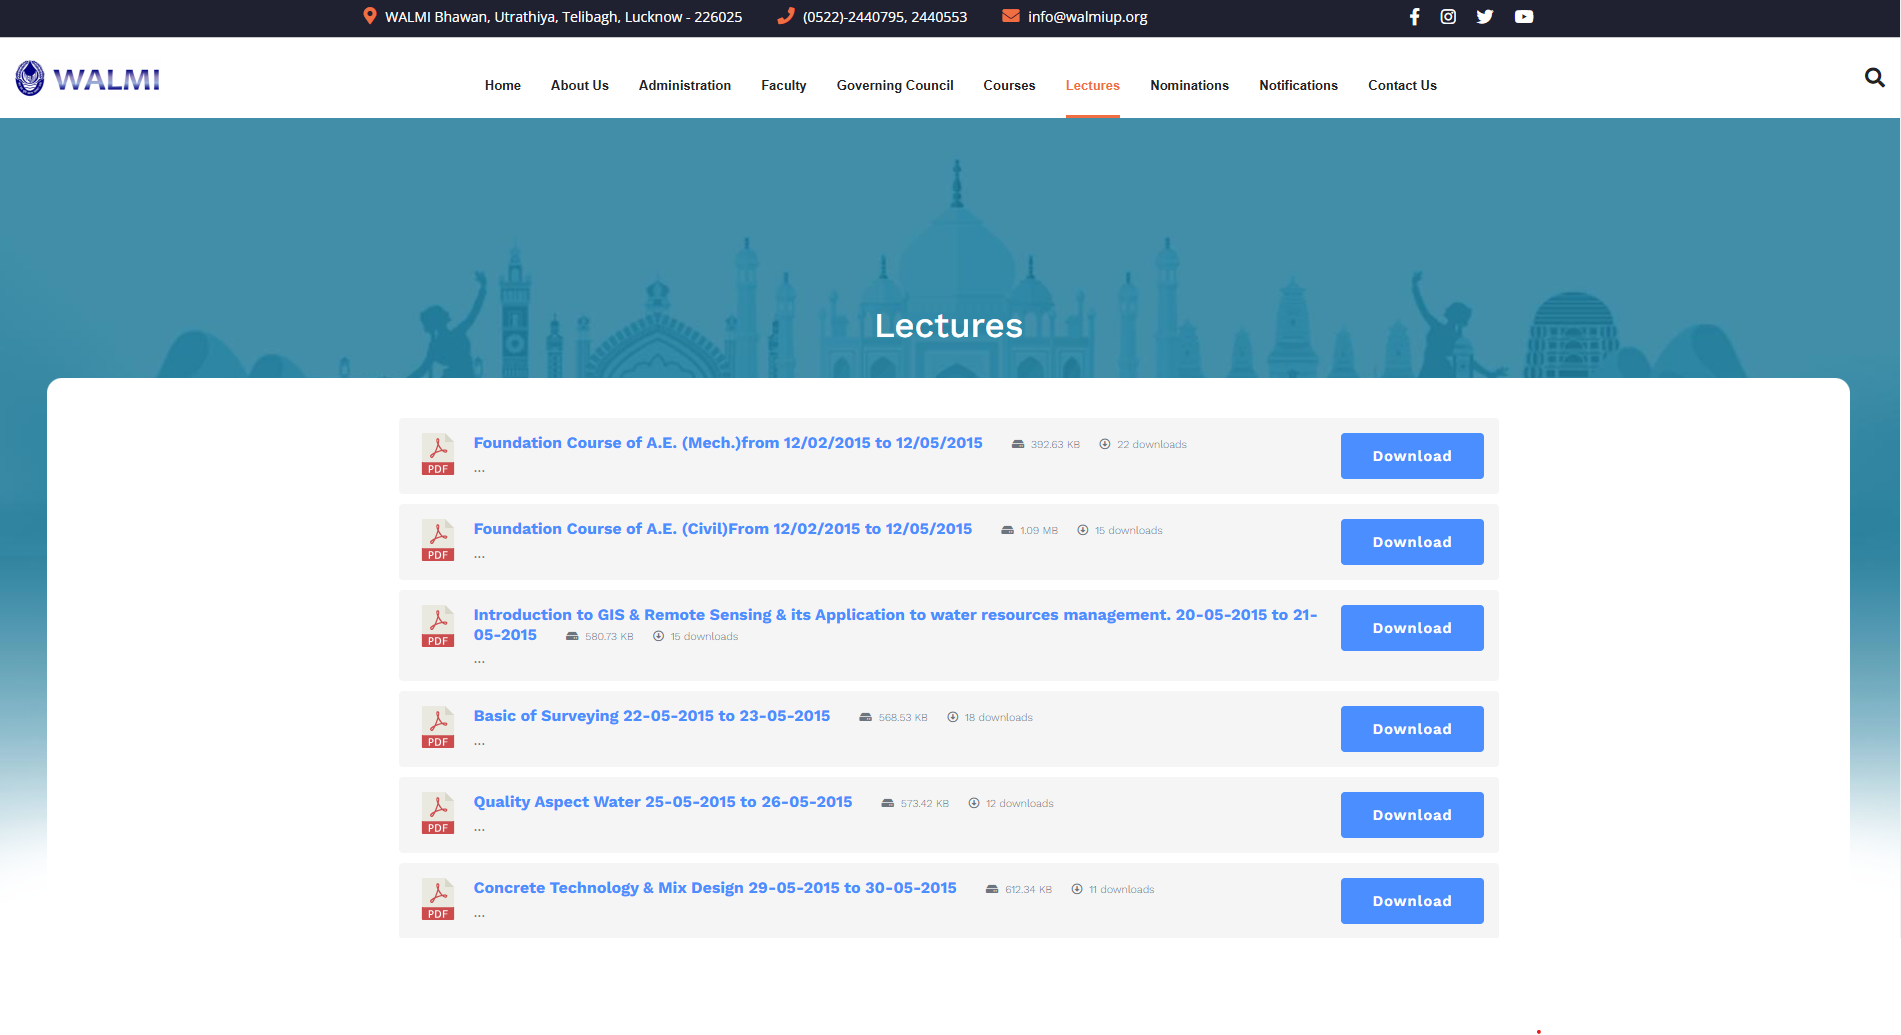 WALMI Bhawan, Utrathiya, Telibagh, Lucknow - 226025 (0522)-2440795, 2440553 info@walmiup.org
WALMI
Home About Us Administration Faculty Governing Council Courses Lectures Nominations Notifications Contact Us
Lectures
Foundation Course of A.E. (Mech.)from 12/02/2015 to 12/05/2015 392.63 KB 22 downloads
...
PDF
Download
Foundation Course of A.E. (Civil)From 12/02/2015 to 12/05/2015 1.09 MB 15 downloads
...
PDF
Download
Introduction to GIS & Remote Sensing & its Application to water resources management. 20-05-2015 to 21-
05-2015 580.73 KB 15 downloads
...
PDF
Download
Basic of Surveying 22-05-2015 to 23-05-2015 568.53 KB 18 downloads
...
PDF
Download
Quality Aspect Water 25-05-2015 to 26-05-2015 573.42 KB 12 downloads
...
PDF
Download
Concrete Technology & Mix Design 29-05-2015 to 30-05-2015 612.34 KB 11 downloads
...
PDF
Download